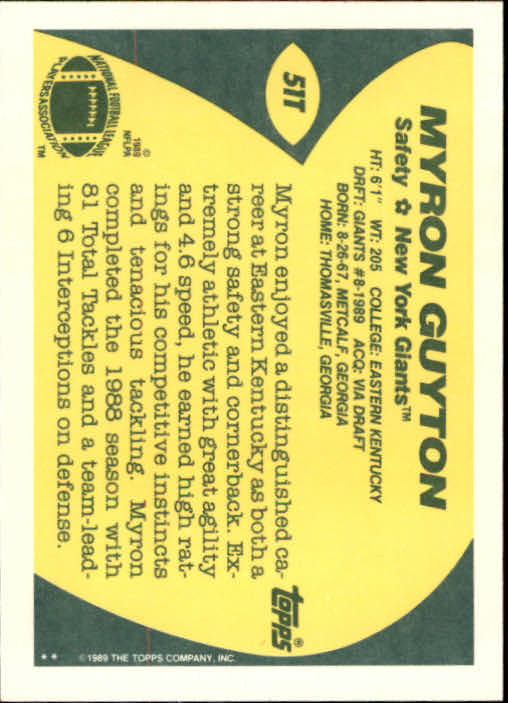 51T
MYRON GUYTON
Safety ✩ New York Giants™
HT: 6'1" WT: 205 COLLEGE: EASTERN KENTUCKY
DRFT: GIANTS #8-1989 ACQ: VIA DRAFT
BORN: 8-26-67, METCALF, GEORGIA
HOME: THOMASVILLE, GEORGIA
Myron enjoyed a distinguished ca-
reer at Eastern Kentucky as both a
strong safety and cornerback. Ex-
tremely athletic with great agility
and 4.6 speed, he earned high rat-
ings for his competitive instincts
and tenacious tackling. Myron
completed the 1988 season with
81 Total Tackles and a team-lead-
ing 6 Interceptions on defense.
NATIONAL FOOTBALL LEAGUE
PLAYERS ASSOCIATION
™
©
1989
NFLPA
topps®
** ©1989 THE TOPPS COMPANY, INC.